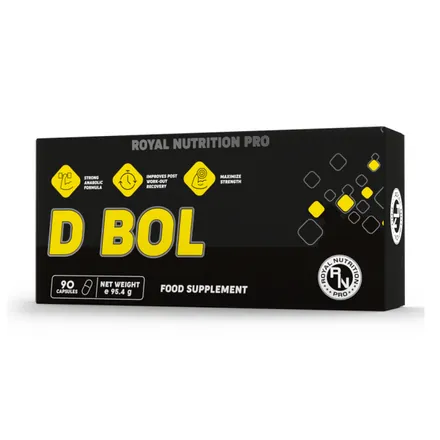 ROYAL NUTRITION PRO
STRONG
ANABOLIC
FORMULA
IMPROVES POST
WORK-OUT
RECOVERY
MAXIMIZE
STRENGTH
D BOL
90
CAPSULES
NET WEIGHT
e 95.4 g
FOOD SUPPLEMENT
ROYAL NUTRITION
RN
PRO